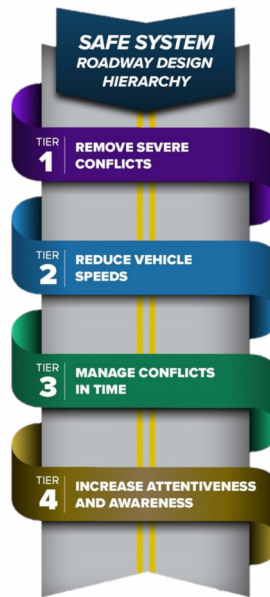 SAFE SYSTEM
ROADWAY DESIGN
HIERARCHY
TIER
1
REMOVE SEVERE
CONFLICTS
TIER
2
REDUCE VEHICLE
SPEEDS
TIER
3
MANAGE CONFLICTS
IN TIME
TIER
4
INCREASE ATTENTIVENESS
AND AWARENESS